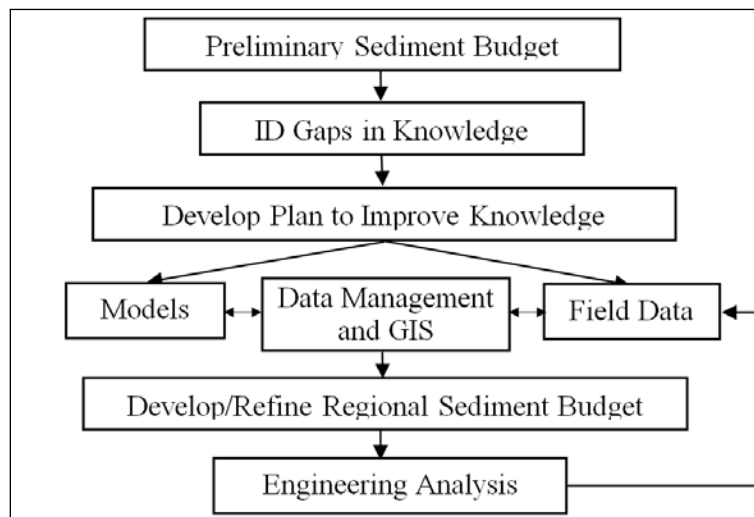 Preliminary Sediment Budget
ID Gaps in Knowledge
Develop Plan to Improve Knowledge
Models
Data Management
and GIS
Field Data
Develop/Refine Regional Sediment Budget
Engineering Analysis